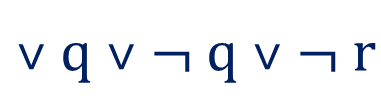 ∨ q ∨ ¬ q ∨ ¬ r